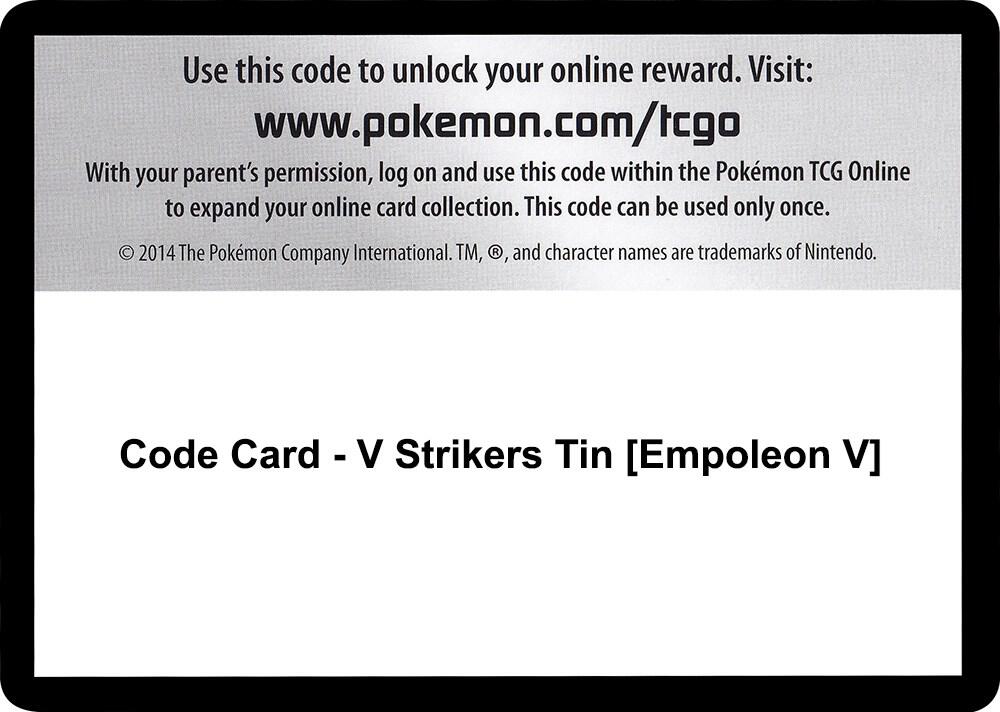 Use this code to unlock your online reward. Visit:
www.pokemon.com/tcgo
With your parent's permission, log on and use this code within the Pokémon TCG Online
to expand your online card collection. This code can be used only once.
© 2014 The Pokémon Company International. TM, ®, and character names are trademarks of Nintendo.
Code Card - V Strikers Tin [Empoleon V]